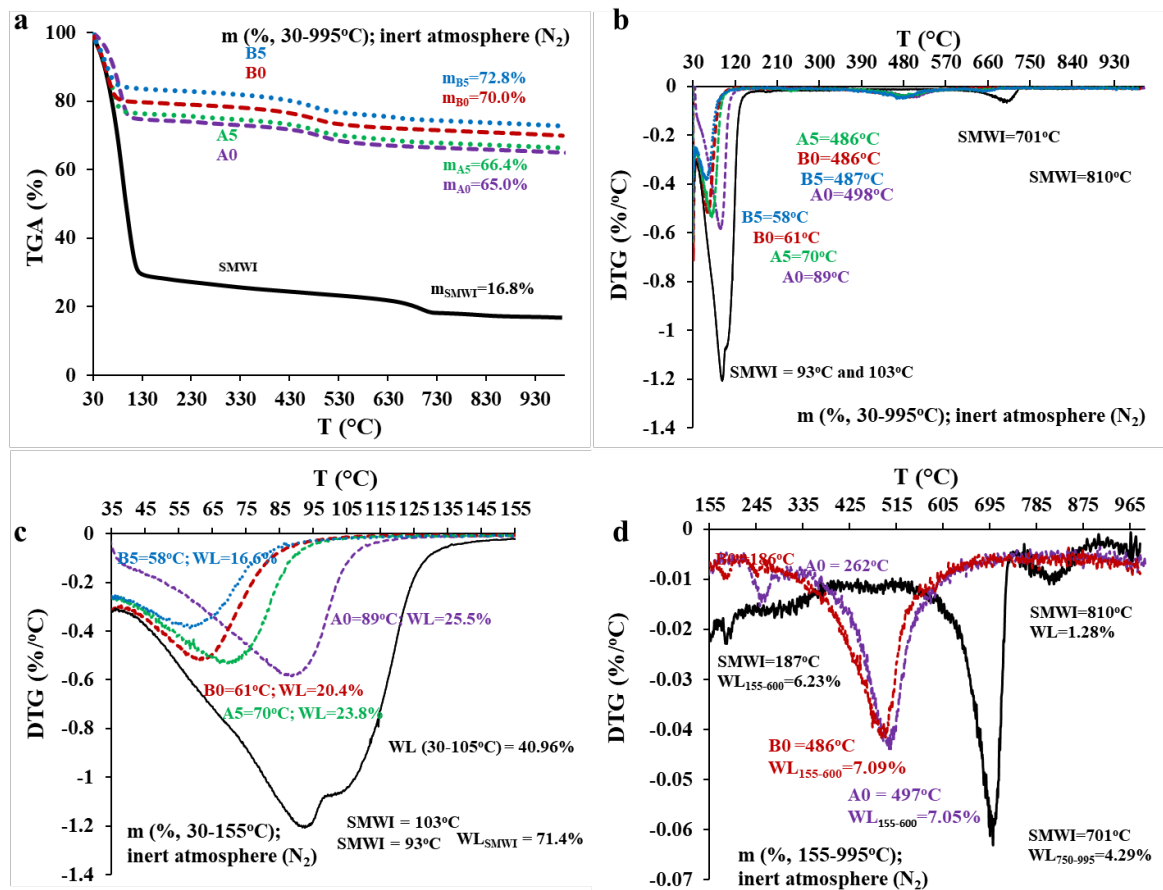 a
m (%, 30-995°C); inert atmosphere (N₂)
B5
B0
m_B5=72.8%
m_B0=70.0%
A5
A0
m_A5=66.4%
m_A0=65.0%
SMWI
m_SMWI=16.8%
100
80
60
40
20
0
TGA (%)
30 130 230 330 430 530 630 730 830 930
T (°C)
b
T (°C)
30 120 210 300 390 480 570 660 750 840 930
0
-0.2
-0.4
-0.6
-0.8
-1
-1.2
-1.4
DTG (%/°C)
A5=486°C
B0=486°C
B5=487°C
A0=498°C
SMWI=701°C
SMWI=810°C
B5=58°C
B0=61°C
A5=70°C
A0=89°C
SMWI = 93°C and 103°C
m (%, 30-995°C); inert atmosphere (N₂)
c
T (°C)
35 45 55 65 75 85 95 105 115 125 135 145 155
0
-0.2
-0.4
-0.6
-0.8
-1
-1.2
-1.4
DTG (%/°C)
B5=58°C; WL=16.6%
A0=89°C; WL=25.5%
B0=61°C; WL=20.4%
A5=70°C; WL=23.8%
WL (30-105°C) = 40.96%
SMWI = 103°C
SMWI = 93°C
WL_SMWI = 71.4%
m (%, 30-155°C);
inert atmosphere (N₂)
d
T (°C)
155 245 335 425 515 605 695 785 875 965
0
-0.01
-0.02
-0.03
-0.04
-0.05
-0.06
-0.07
DTG (%/°C)
B0=186°C
A0 = 262°C
SMWI=187°C
WL₁₅₅₋₆₀₀=6.23%
SMWI=810°C
WL=1.28%
B0 = 486°C
WL₁₅₅₋₆₀₀=7.09%
A0 = 497°C
WL₁₅₅₋₆₀₀=7.05%
SMWI=701°C
WL₇₅₀₋₉₉₅=4.29%
m (%, 155-995°C);
inert atmosphere (N₂)